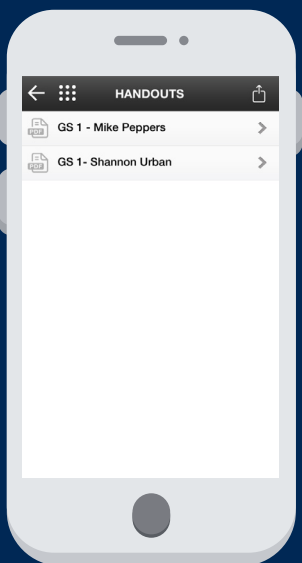 HANDOUTS
PDF GS 1 - Mike Peppers
PDF GS 1- Shannon Urban